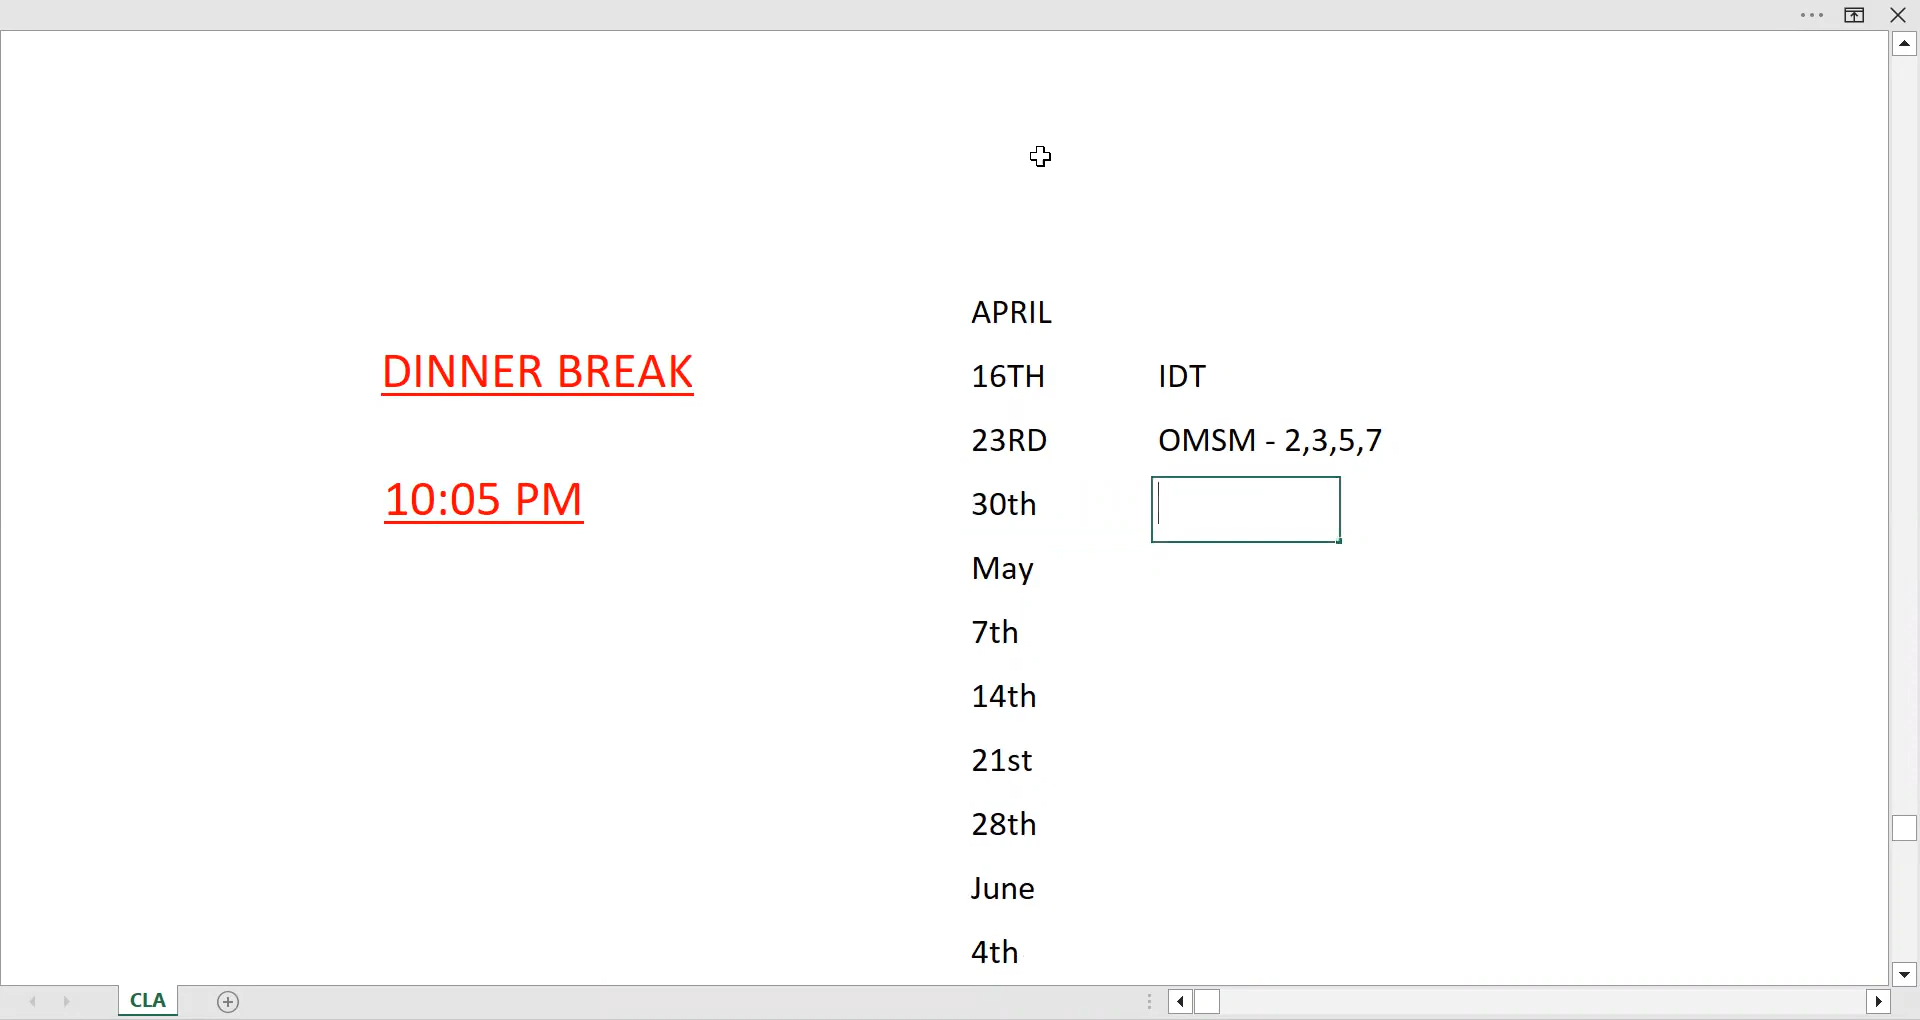 DINNER BREAK
10:05 PM
APRIL
16TH IDT
23RD OMSM - 2,3,5,7
30th
May
7th
14th
21st
28th
June
4th
CLA